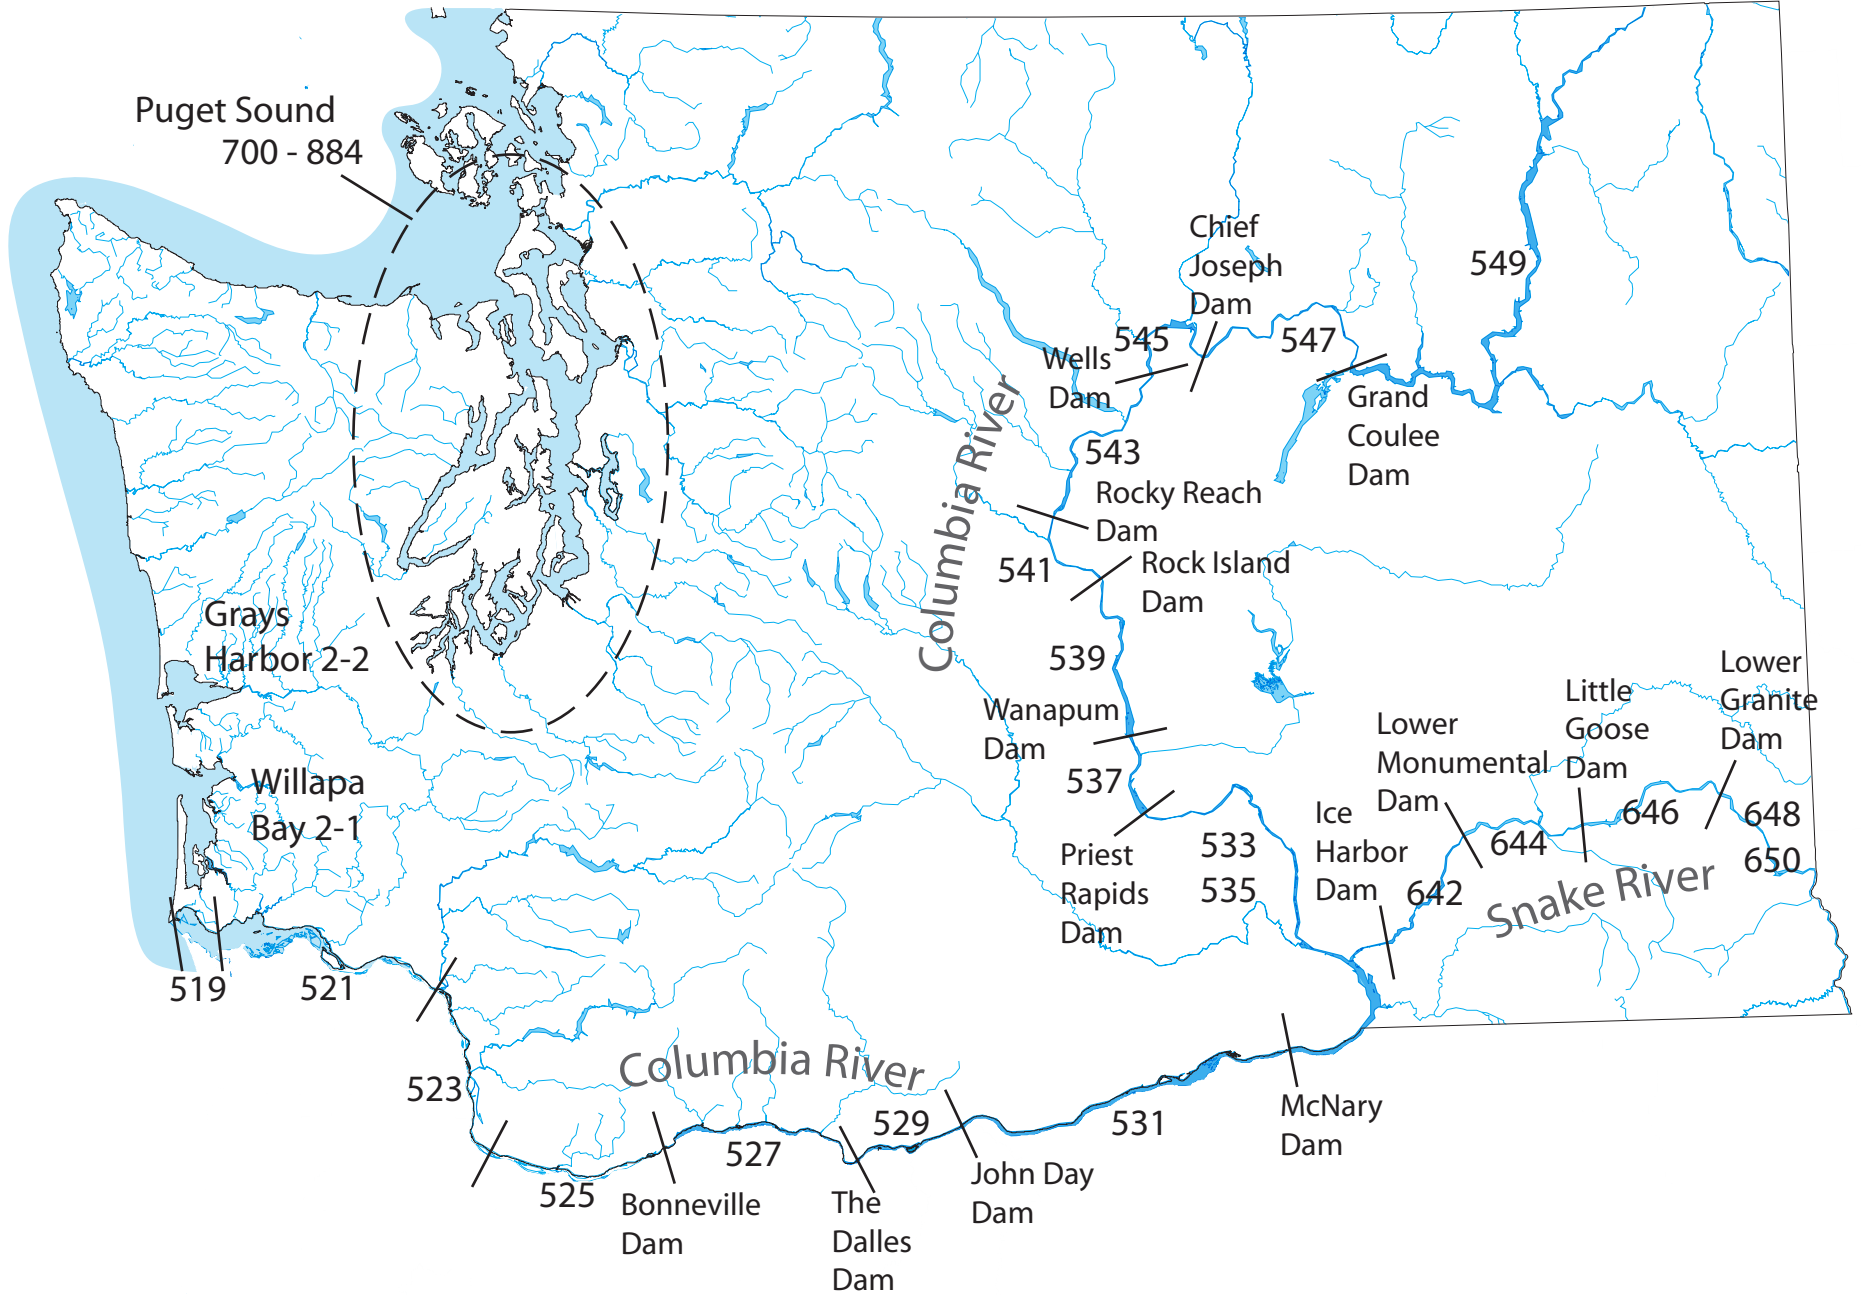 Puget Sound
700 - 884
Chief
Joseph
Dam
549
545
547
Wells
Dam
Grand
Coulee
Dam
Columbia River
543
Rocky Reach
Dam
541
Rock Island
Dam
Grays
Harbor 2-2
539
Wanapum
Dam
537
Lower
Granite
Dam
Little
Goose
Dam
Lower
Monumental
Dam
Willapa
Bay 2-1
Ice
Harbor
Dam
Priest
Rapids
Dam
533
535
642
644
646
648
650
Snake River
519
521
523
Columbia River
525
Bonneville
Dam
527
The
Dalles
Dam
529
John Day
Dam
531
McNary
Dam